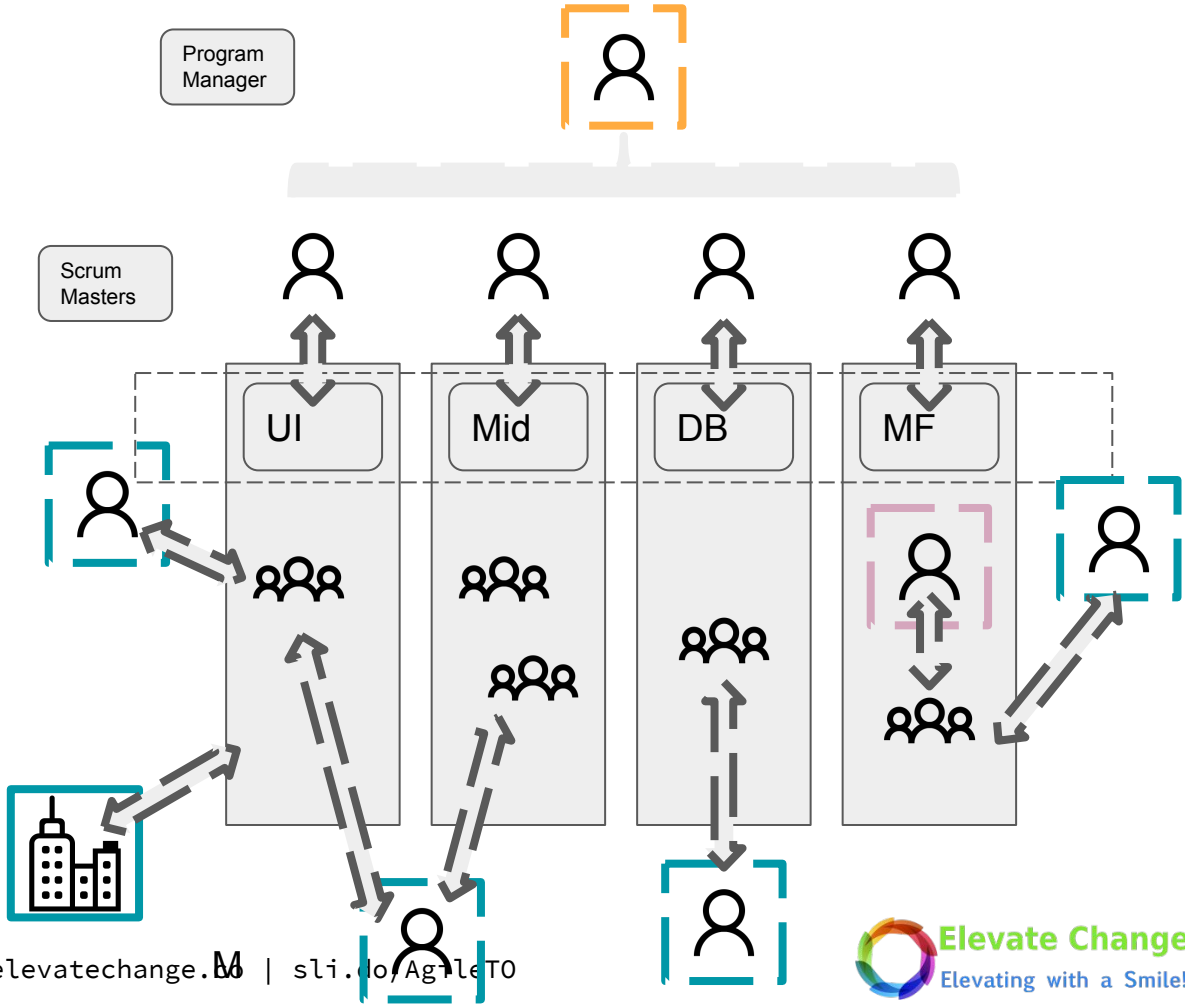 Program
Manager
Scrum
Masters
UI
Mid
DB
MF
elevatechange.co | sli.do/AgileTO
M
Elevate Change
Elevating with a Smile!